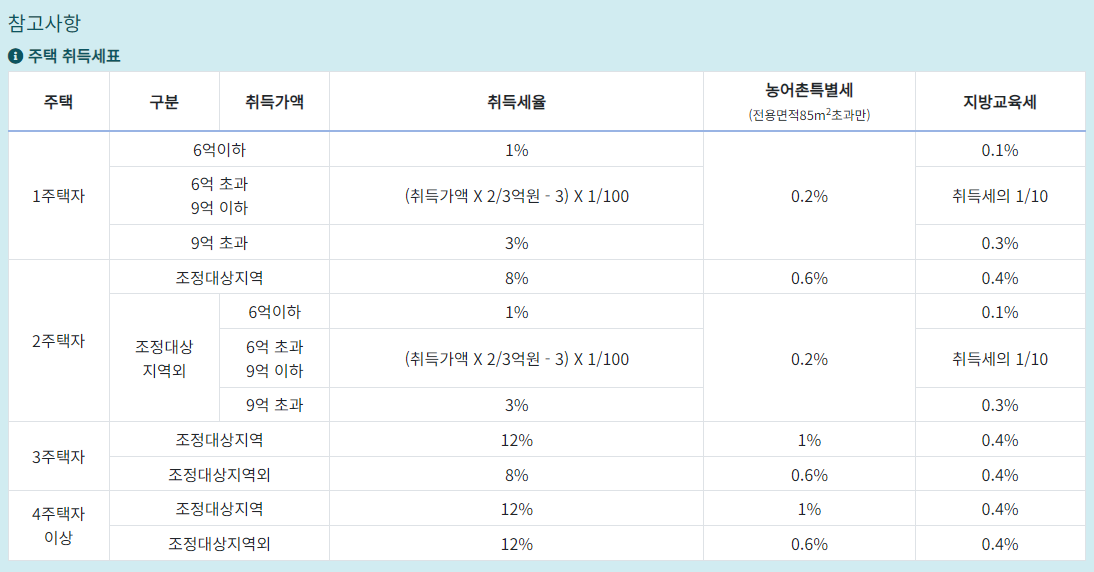 참고사항
주택 취득세표
주택 구분 취득가액 취득세율 농어촌특별세 지방교육세
(전용면적85m²초과만)
1주택자
6억이하 1% 0.2% 0.1%
6억 초과
9억 이하
(취득가액 X 2/3억원 - 3) X 1/100 취득세의 1/10
9억 초과 3% 0.3%
2주택자
조정대상지역 8% 0.6% 0.4%
조정대상
지역외
6억이하 1% 0.2% 0.1%
6억 초과
9억 이하
(취득가액 X 2/3억원 - 3) X 1/100 취득세의 1/10
9억 초과 3% 0.3%
3주택자
조정대상지역 12% 1% 0.4%
조정대상지역외 8% 0.6% 0.4%
4주택자
이상
조정대상지역 12% 1% 0.4%
조정대상지역외 12% 0.6% 0.4%